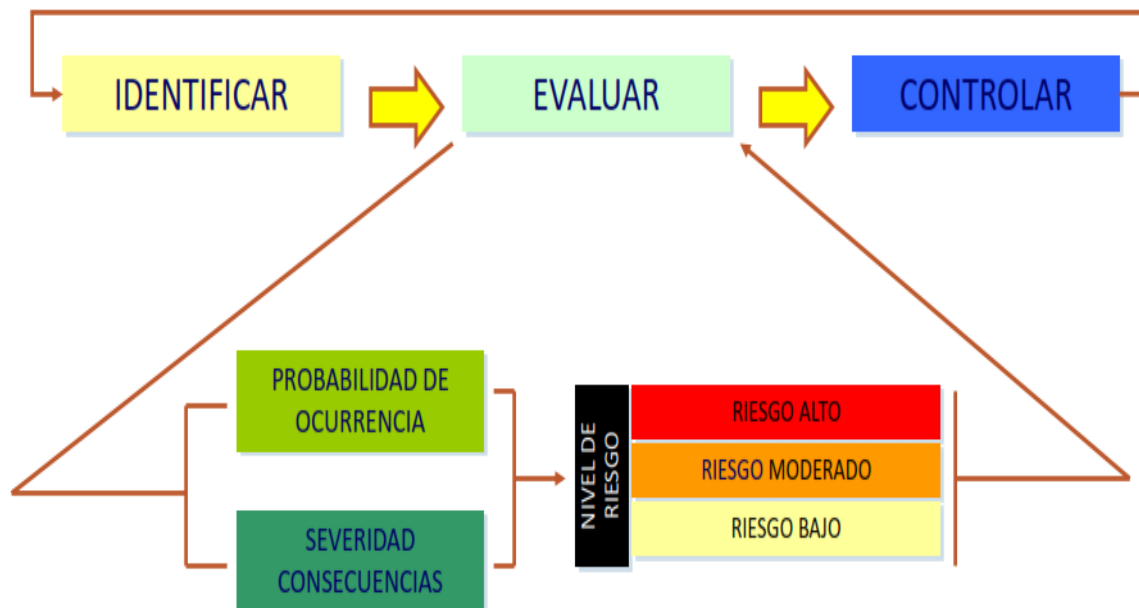 IDENTIFICAR
EVALUAR
CONTROLAR
PROBABILIDAD DE
OCURRENCIA
SEVERIDAD
CONSECUENCIAS
NIVEL DE
RIESGO
RIESGO ALTO
RIESGO MODERADO
RIESGO BAJO